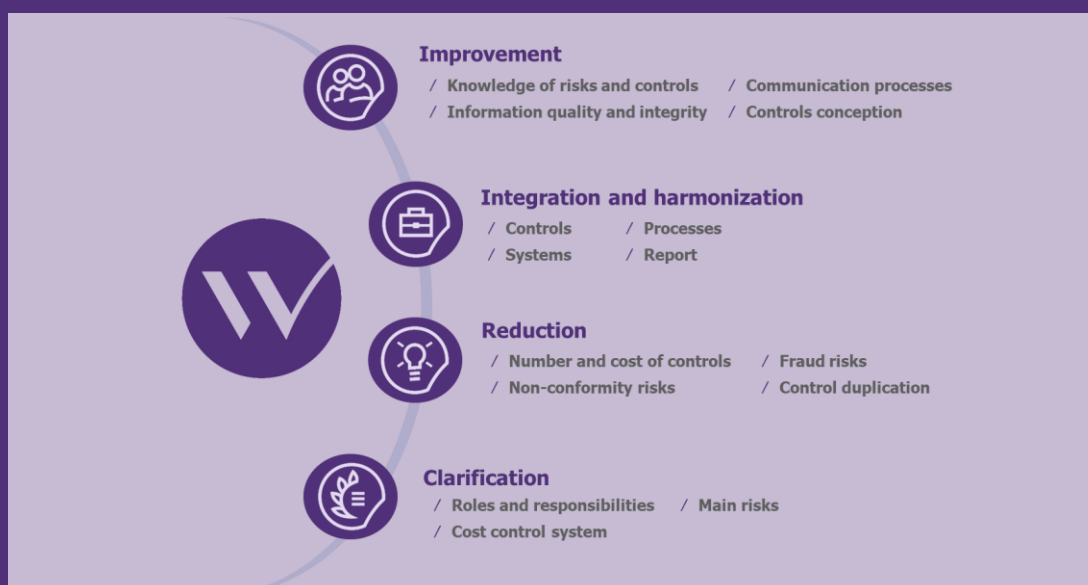 Improvement
/ Knowledge of risks and controls / Communication processes
/ Information quality and integrity / Controls conception
Integration and harmonization
/ Controls / Processes
/ Systems / Report
W
Reduction
/ Number and cost of controls / Fraud risks
/ Non-conformity risks / Control duplication
Clarification
/ Roles and responsibilities / Main risks
/ Cost control system